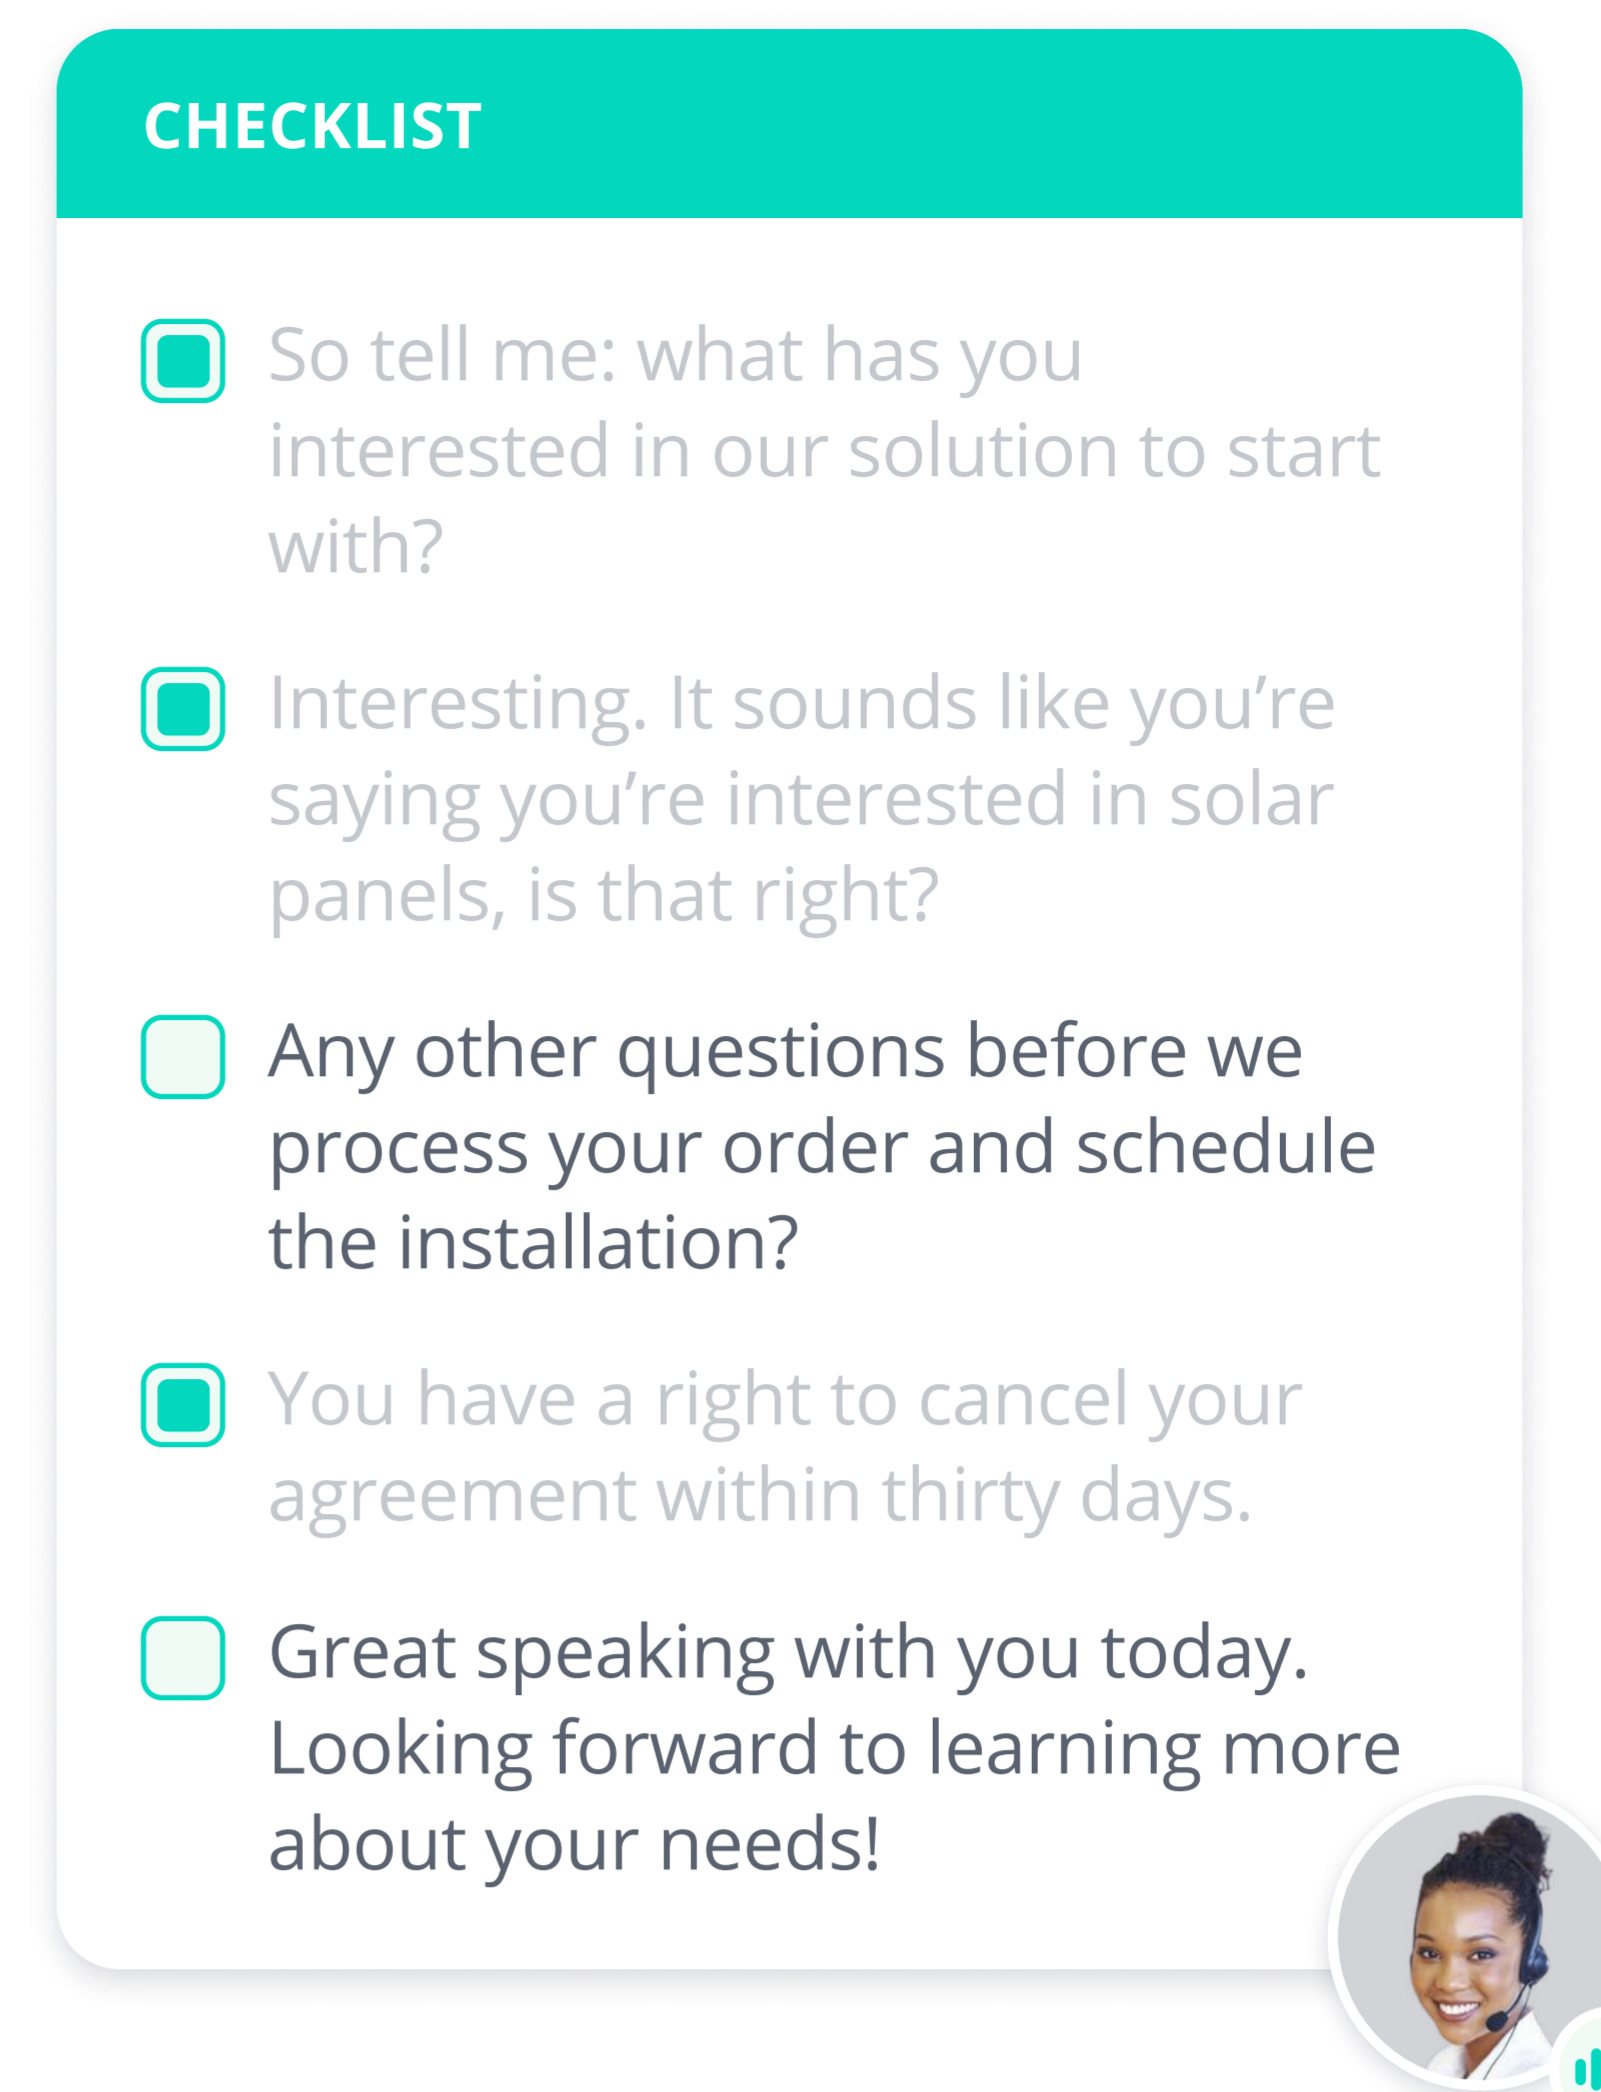 CHECKLIST
So tell me: what has you
interested in our solution to start
with?
Interesting. It sounds like you’re
saying you’re interested in solar
panels, is that right?
Any other questions before we
process your order and schedule
the installation?
You have a right to cancel your
agreement within thirty days.
Great speaking with you today.
Looking forward to learning more
about your needs!